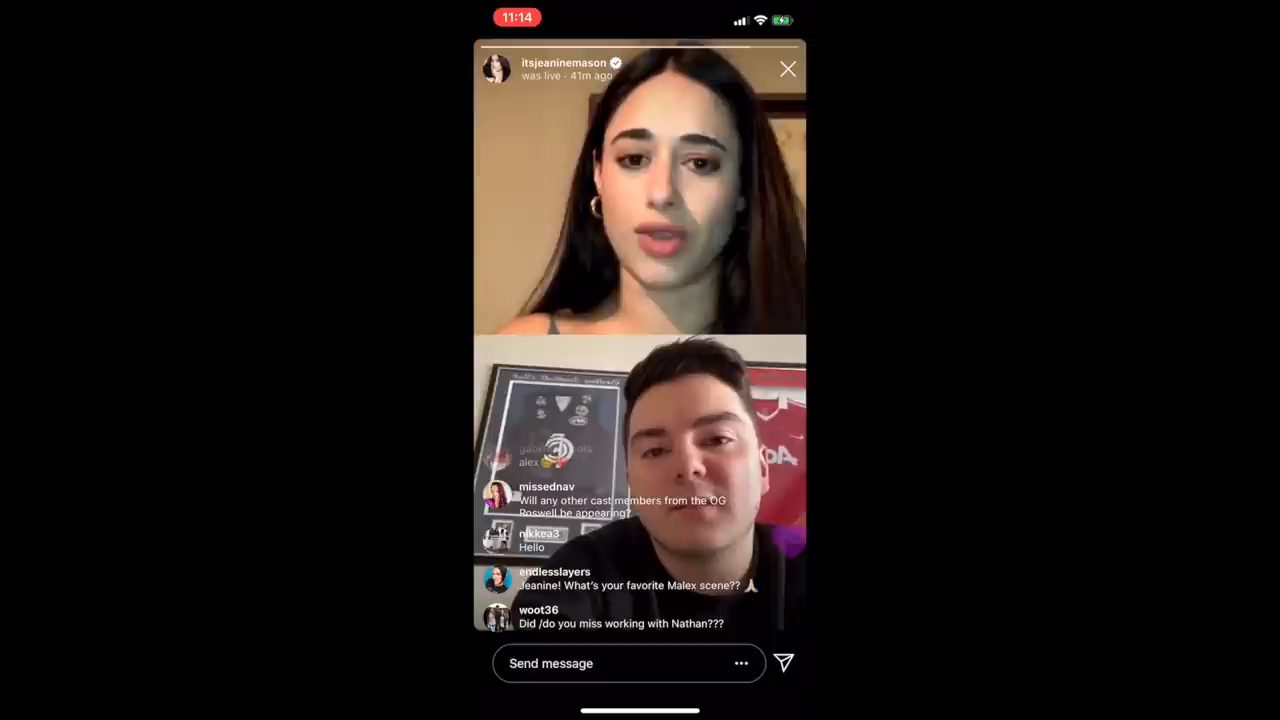 11:14
itsjeaninemason
was live · 41m ago
alex
missednav
Will any other cast members from the OG
Roswell be appearing?
nikkea3
Hello
endlesslayers
Jeanine! What's your favorite Malex scene?? 🙏
woot36
Did /do you miss working with Nathan???
Send message